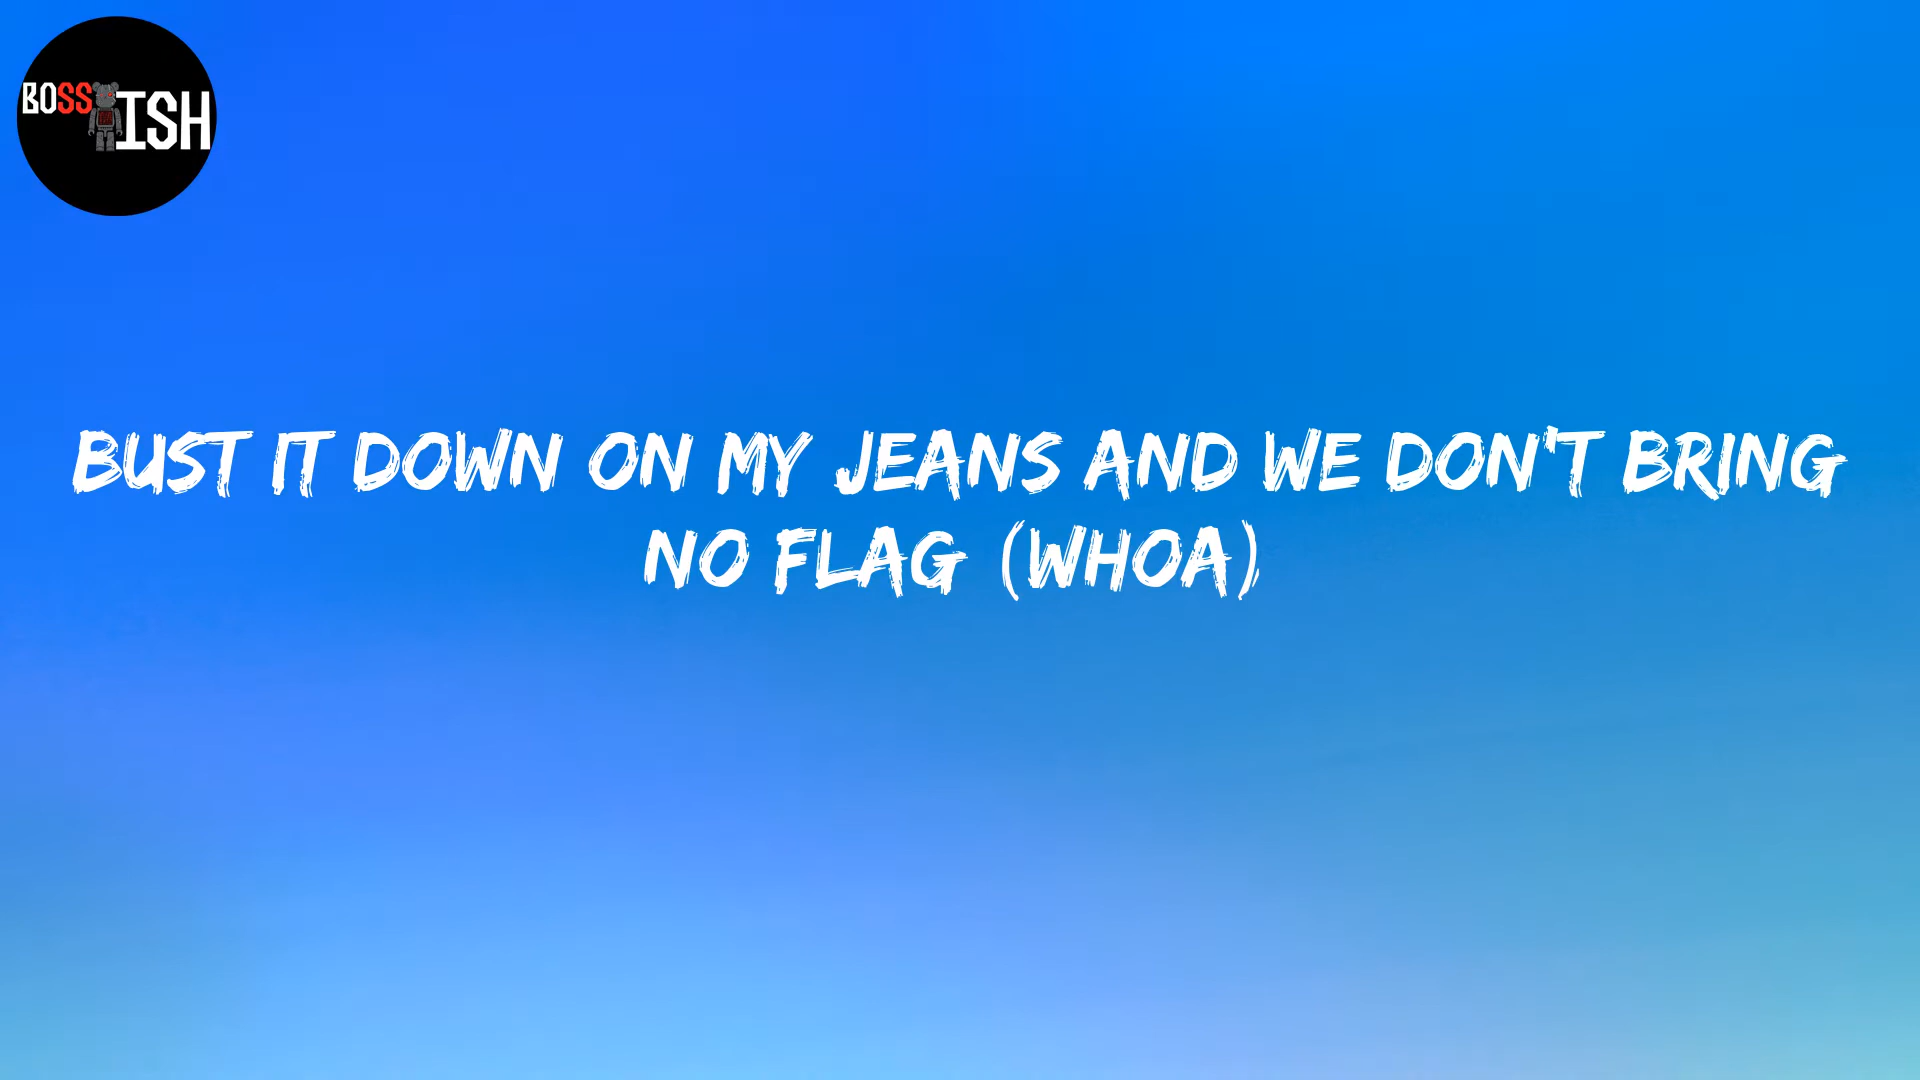 BOSS ISH
BUST IT DOWN ON MY JEANS AND WE DON'T BRING
NO FLAG (WHOA)